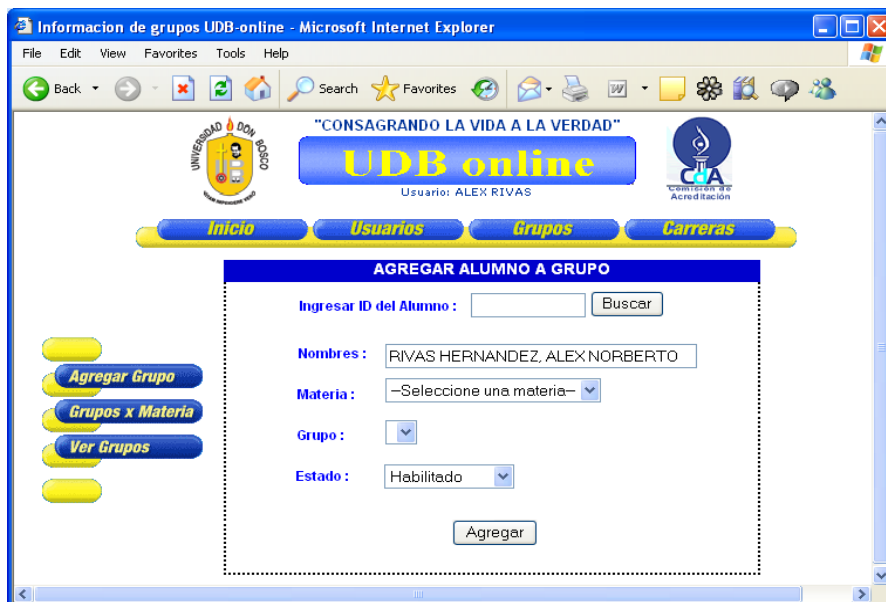 Informacion de grupos UDB-online - Microsoft Internet Explorer
File Edit View Favorites Tools Help
Back Search Favorites
UNIVERSIDAD DON BOSCO
"CONSAGRANDO LA VIDA A LA VERDAD"
UDB online
Usuario: ALEX RIVAS
CdA
Comisión de
Acreditación
Inicio Usuarios Grupos Carreras
AGREGAR ALUMNO A GRUPO
Ingresar ID del Alumno : Buscar
Nombres : RIVAS HERNANDEZ, ALEX NORBERTO
Agregar Grupo
Materia : –Seleccione una materia–
Grupos x Materia
Grupo :
Ver Grupos
Estado : Habilitado
Agregar